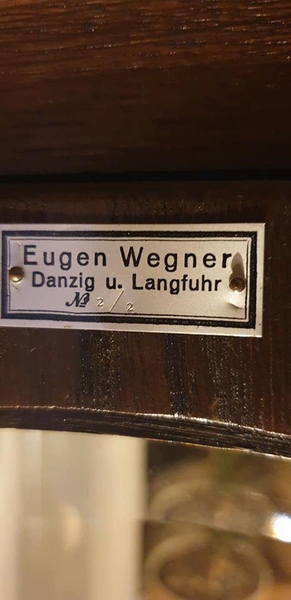 Eugen Wegner
Danzig u. Langfuhr
№ 2/2